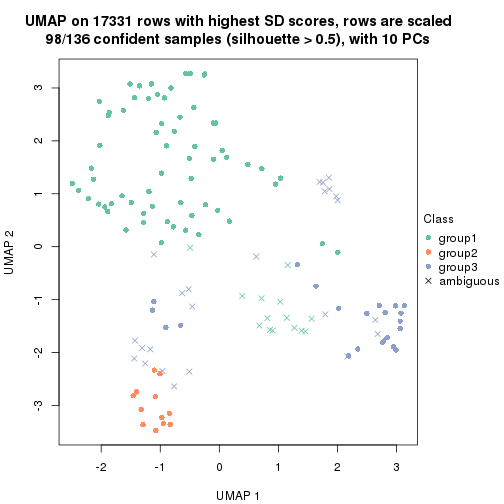 UMAP on 17331 rows with highest SD scores, rows are scaled
98/136 confident samples (silhouette > 0.5), with 10 PCs
3
2
1
0
-1
-2
-3
UMAP 2
-2 -1 0 1 2 3
UMAP 1
Class
group1
group2
group3
ambiguous